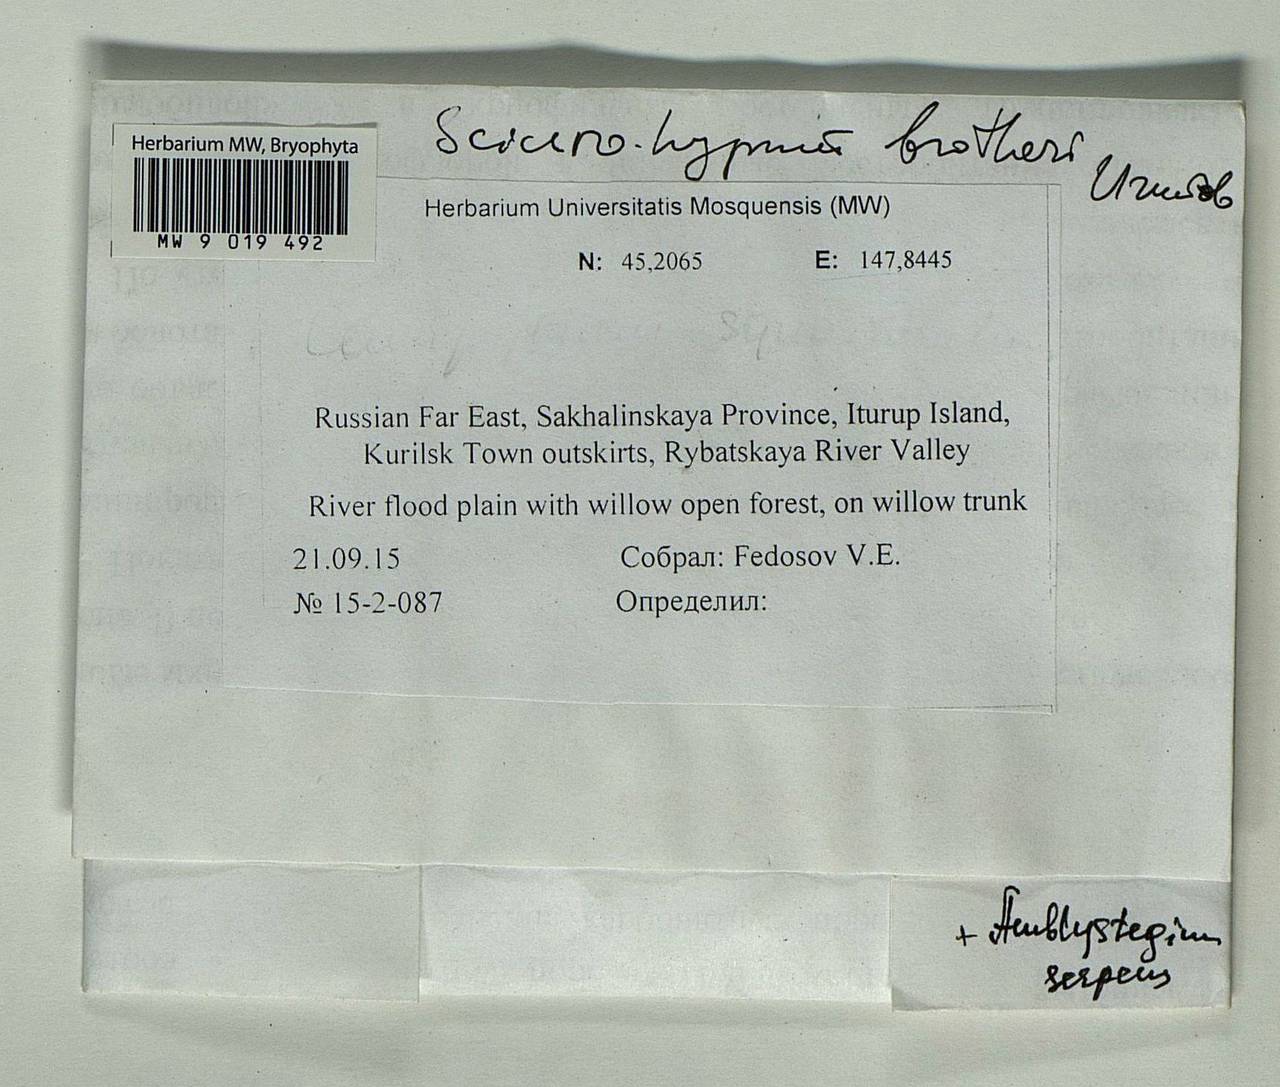 Sciuro-hypnum brotheri
Игнатов
Herbarium MW, Bryophyta
MW 9 019 492
Herbarium Universitatis Mosquensis (MW)
N: 45,2065 E: 147,8445
Russian Far East, Sakhalinskaya Province, Iturup Island,
Kurilsk Town outskirts, Rybatskaya River Valley
River flood plain with willow open forest, on willow trunk
21.09.15 Собрал: Fedosov V.E.
№ 15-2-087 Определил:
+ Amblystegium
serpens